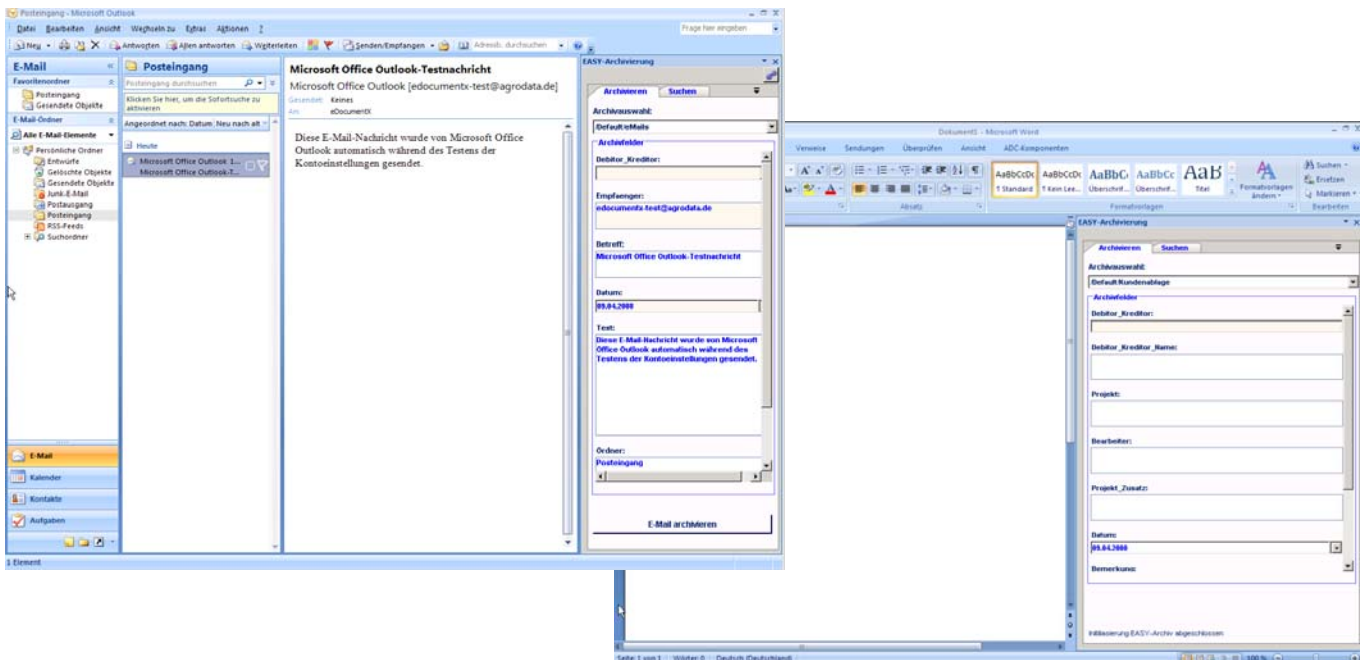 Posteingang - Microsoft Outlook
Datei Bearbeiten Ansicht Wechseln zu Extras Aktionen ?
Frage hier eingeben
Neu Antworten Allen antworten Weiterleiten Senden/Empfangen Adressb. durchsuchen
E-Mail
Favoritenordner
Posteingang
Gesendete Objekte
E-Mail-Ordner
Alle E-Mail-Elemente
Persönliche Ordner
Entwürfe
Gelöschte Objekte
Gesendete Objekte
Junk-E-Mail
Postausgang
Posteingang
RSS-Feeds
Suchordner
E-Mail
Kalender
Kontakte
Aufgaben
1 Element
Posteingang
Posteingang durchsuchen
Klicken Sie hier, um die Sofortsuche zu
aktivieren
Angeordnet nach: Datum Neu nach alt
Heute
Microsoft Office Outlook 1...
Microsoft Office Outlook-T...
Microsoft Office Outlook-Testnachricht
Microsoft Office Outlook [edocumentx-test@agrodata.de]
Gesendet: Keines
An: eDocumentX
Diese E-Mail-Nachricht wurde von Microsoft Office
Outlook automatisch während des Testens der
Kontoeinstellungen gesendet.
EASY-Archivierung
Archivieren Suchen
Archivauswahl:
/Default/eMails
Archivfelder
Debitor_Kreditor:
Empfaenger:
edocumentx-test@agrodata.de
Betreff:
Microsoft Office Outlook-Testnachricht
Datum:
09.04.2008
Text:
Diese E-Mail-Nachricht wurde von Microsoft
Office Outlook automatisch während des
Testens der Kontoeinstellungen gesendet.
Ordner:
Posteingang
E-Mail archivieren
Dokument1 - Microsoft Word
Verweise Sendungen Überprüfen Ansicht ADC-Komponenten
AaBbCcDc AaBbCcDc AaBbC AaBbCc AaB
1 Standard 1 Kein Lee... Überschrif... Überschrif... Titel
Formatvorlagen
ändern
Suchen
Ersetzen
Markieren
Absatz Formatvorlagen Bearbeiten
EASY-Archivierung
Archivieren Suchen
Archivauswahl:
/Default/Kundenablage
Archivfelder
Debitor_Kreditor:
Debitor_Kreditor_Name:
Projekt:
Bearbeiter:
Projekt_Zusatz:
Datum:
09.04.2008
Bemerkung:
Initiliasierung EASY-Archiv abgeschlossen
Seite: 1 von 1 Wörter: 0 Deutsch (Deutschland) 100 %